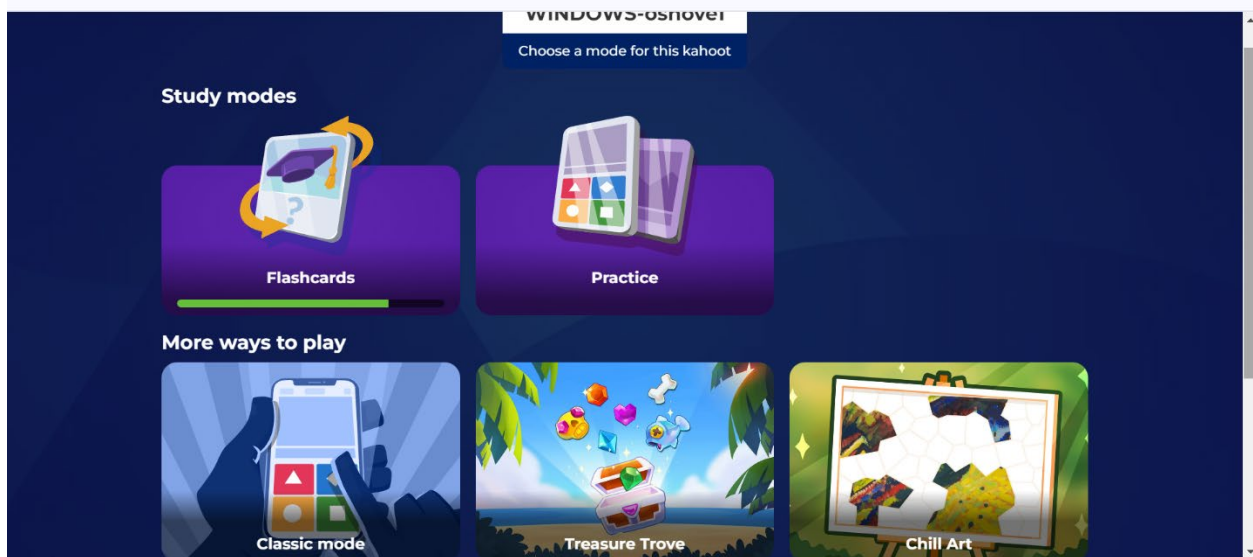 WINDOWS-osnove1
Choose a mode for this kahoot
Study modes
Flashcards
Practice
More ways to play
Classic mode
Treasure Trove
Chill Art